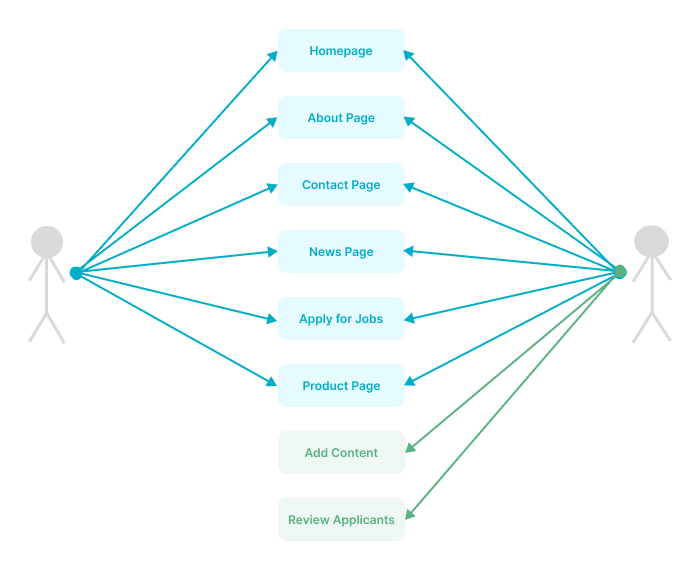 Homepage
About Page
Contact Page
News Page
Apply for Jobs
Product Page
Add Content
Review Applicants